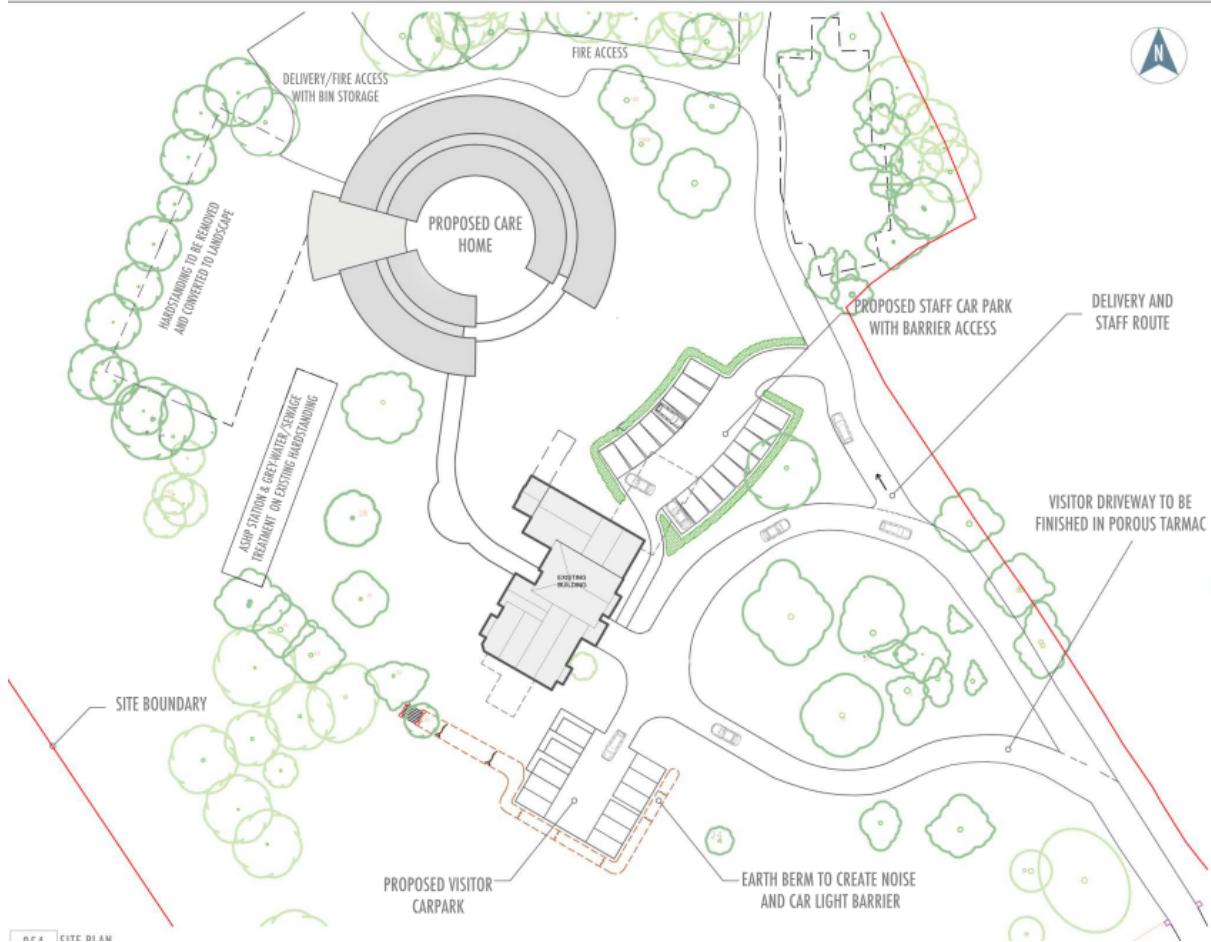 FIRE ACCESS
N
DELIVERY/FIRE ACCESS
WITH BIN STORAGE
PROPOSED CARE
HOME
HARDSTANDING TO BE REMOVED
AND CONVERTED TO LANDSCAPE
PROPOSED STAFF CAR PARK
WITH BARRIER ACCESS
DELIVERY AND
STAFF ROUTE
ASHP STATION & GREY-WATER/SEWAGE
TREATMENT ON EXISTING HARDSTANDING
VISITOR DRIVEWAY TO BE
FINISHED IN POROUS TARMAC
EXISTING
BUILDING
SITE BOUNDARY
PROPOSED VISITOR
CARPARK
EARTH BERM TO CREATE NOISE
AND CAR LIGHT BARRIER
SITE PLAN